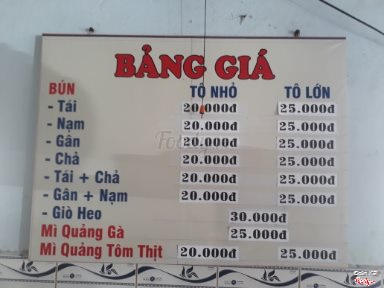 BẢNG GIÁ
BÚN TÔ NHỎ TÔ LỚN
- Tái 20.000đ 25.000đ
- Nạm 20.000đ 25.000đ
- Gân 20.000đ 25.000đ
- Chả 20.000đ 25.000đ
- Tái + Chả 20.000đ 25.000đ
- Gân + Nạm 20.000đ 25.000đ
- Giò Heo 30.000đ
Mì Quảng Gà 25.000đ
Mì Quảng Tôm Thịt 20.000đ 25.000đ